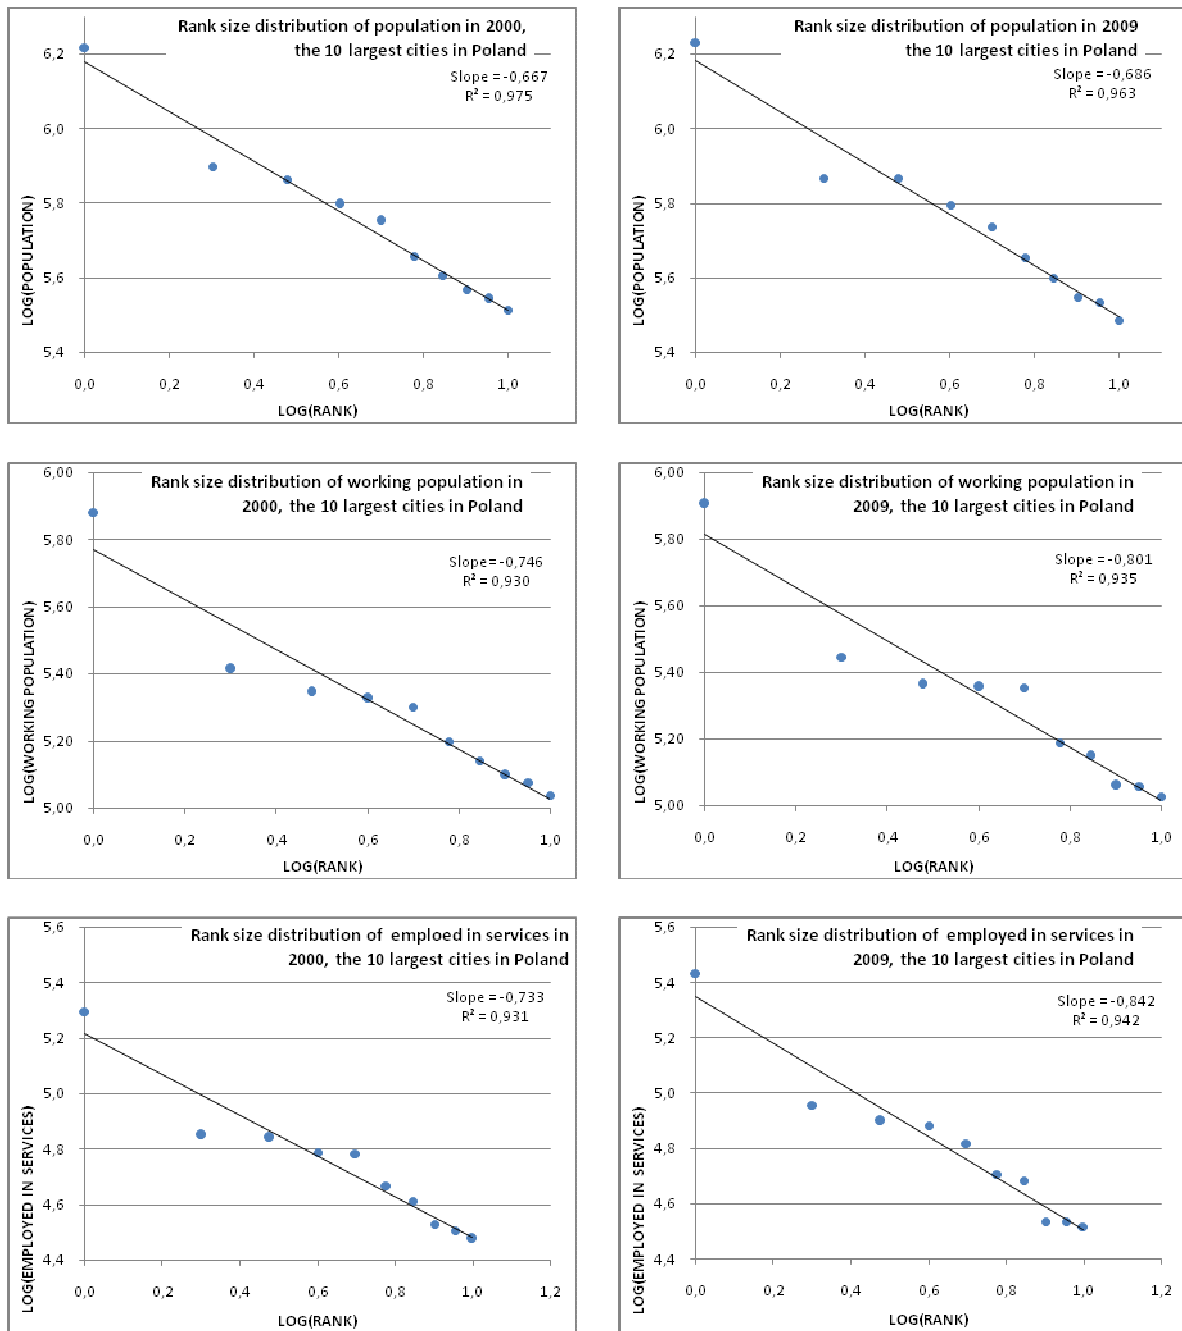 Rank size distribution of population in 2000,
the 10 largest cities in Poland
Slope = -0,667
R² = 0,975
6,2
6,0
5,8
5,6
5,4
LOG(POPULATION)
0,0 0,2 0,4 0,6 0,8 1,0
LOG(RANK)
Rank size distribution of population in 2009
the 10 largest cities in Poland
Slope = -0,686
R² = 0,963
6,2
6,0
5,8
5,6
5,4
LOG(POPULATION)
0,0 0,2 0,4 0,6 0,8 1,0
LOG(RANK)
Rank size distribution of working population in
2000, the 10 largest cities in Poland
Slope= -0,746
R² = 0,930
6,00
5,80
5,60
5,40
5,20
5,00
LOG(WORKING POPULATION)
0,0 0,2 0,4 0,6 0,8 1,0
LOG(RANK)
Rank size distribution of working population in
2009, the 10 largest cities in Poland
Slope = -0,801
R² = 0,935
6,00
5,80
5,60
5,40
5,20
5,00
LOG(WORKING POPULATION)
0,0 0,2 0,4 0,6 0,8 1,0
LOG(RANK)
Rank size distribution of emploed in services in
2000, the 10 largest cities in Poland
Slope = -0,733
R² = 0,931
5,6
5,4
5,2
5,0
4,8
4,6
4,4
LOG(EMPLOYED IN SERVICES)
0,0 0,2 0,4 0,6 0,8 1,0 1,2
LOG(RANK)
Rank size distribution of employed in services in
2009, the 10 largest cities in Poland
Slope = -0,842
R² = 0,942
5,6
5,4
5,2
5,0
4,8
4,6
4,4
LOG(EMPLOYED IN SERVICES)
0,0 0,2 0,4 0,6 0,8 1,0 1,2
LOG(RANK)